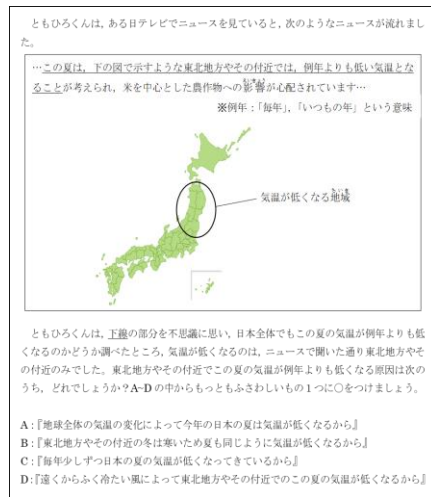 ともひろくんは，ある日テレビでニュースを見ていると，次のようなニュースが流れまし
た。
…この夏は，下の図で示すような東北地方やその付近では，例年よりも低い気温とな
ることが考えられ，米を中心とした農作物への影響が心配されています…
※例年：「毎年」，「いつもの年」という意味
気温が低くなる地域
ともひろくんは，下線の部分を不思議に思い，日本全体でもこの夏の気温が例年よりも低
くなるのかどうか調べたところ，気温が低くなるのは，ニュースで聞いた通り東北地方やそ
の付近のみでした。東北地方やその付近でこの夏の気温が例年よりも低くなる原因は次の
うち，どれでしょうか？A~D の中からもっともふさわしいもの 1 つに○をつけましょう。
A：『地球全体の気温の変化によって今年の日本の夏は気温が低くなるから』
B：『東北地方やその付近の冬は寒いため夏も同じように気温が低くなるから』
C：『毎年少しずつ日本の夏の気温が低くなってきているから』
D：『遠くからふく冷たい風によって東北地方やその付近でのこの夏の気温が低くなるから』